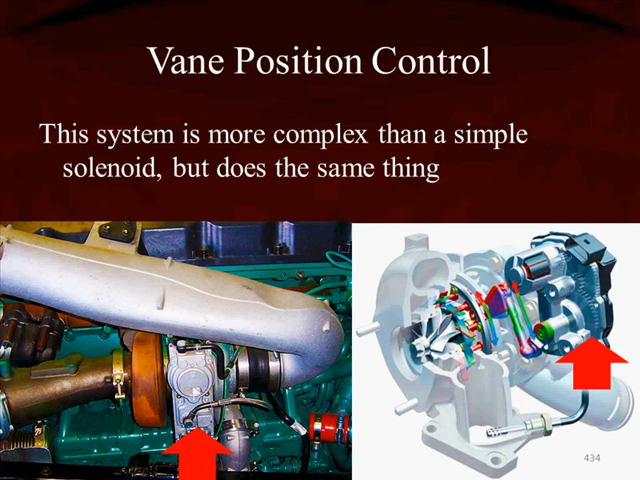 Vane Position Control
This system is more complex than a simple
solenoid, but does the same thing
434